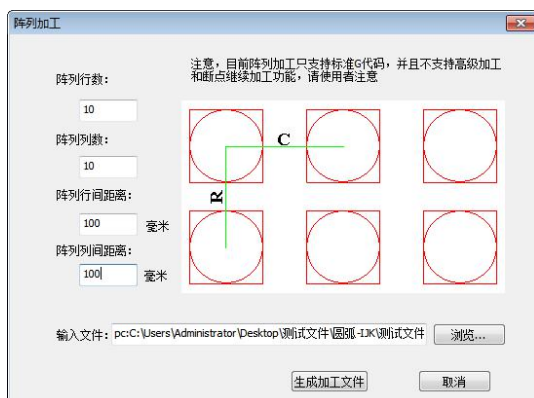 阵列加工
注意，目前阵列加工只支持标准G代码，并且不支持高级加工
和断点继续加工功能，请使用者注意
阵列行数：
10
阵列列数：
10
阵列行间距离：
100 毫米
阵列列间距离：
100 毫米
C
R
输入文件： pc:C:\Users\Administrator\Desktop\测试文件\圆弧-IJK\测试文件 浏览...
生成加工文件 取消